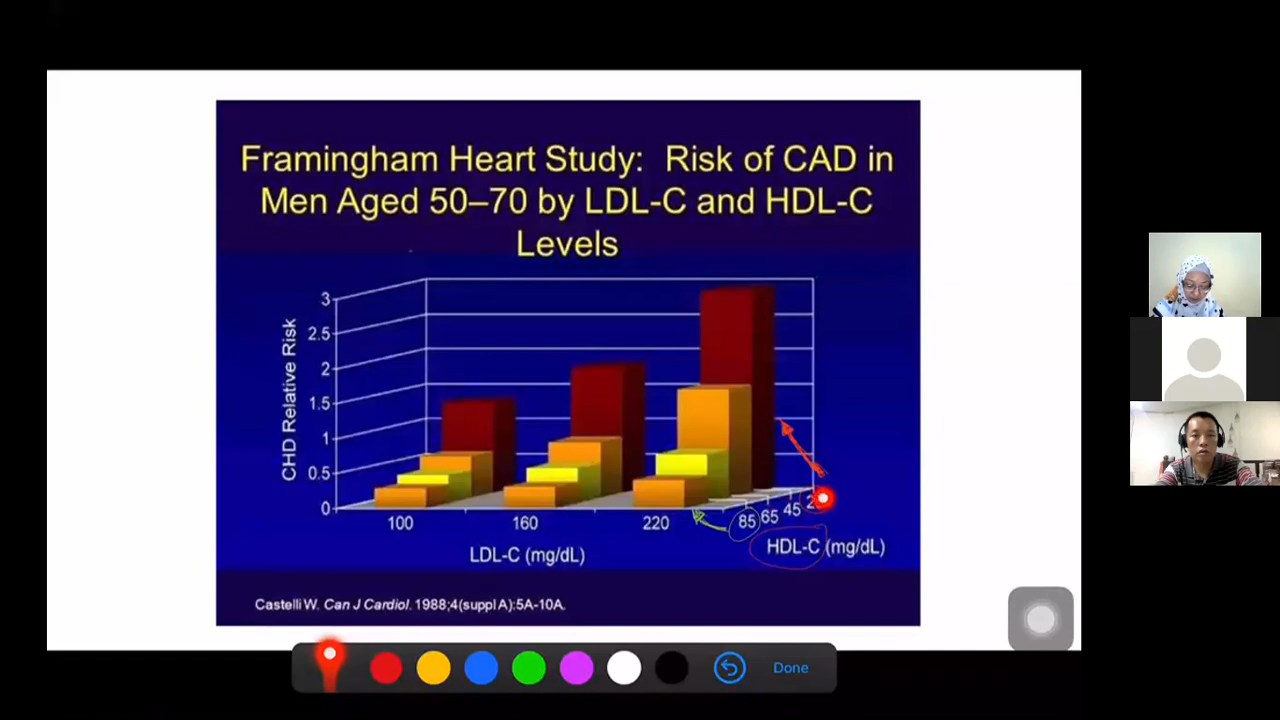 Framingham Heart Study: Risk of CAD in
Men Aged 50–70 by LDL-C and HDL-C
Levels
CHD Relative Risk
3
2.5
2
1.5
1
0.5
0
100 160 220
85 65 45
LDL-C (mg/dL)
HDL-C (mg/dL)
Castelli W. Can J Cardiol. 1988;4(suppl A):5A-10A.
Done